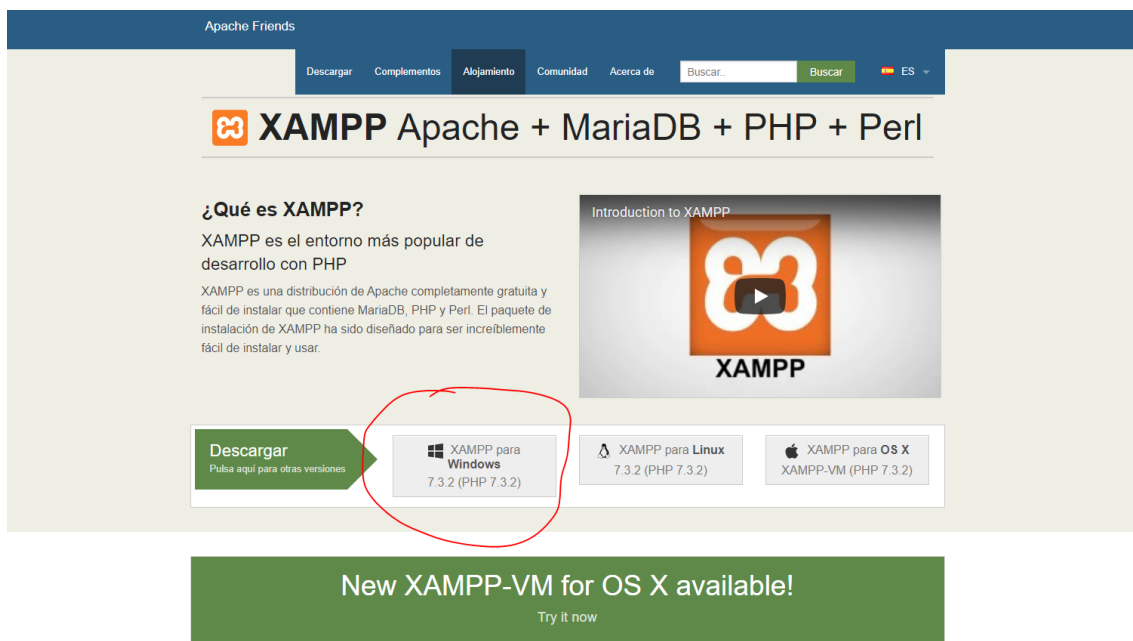 Apache Friends
Descargar Complementos Alojamiento Comunidad Acerca de Buscar.. Buscar ES
XAMPP Apache + MariaDB + PHP + Perl
¿Qué es XAMPP?
XAMPP es el entorno más popular de
desarrollo con PHP
XAMPP es una distribución de Apache completamente gratuita y
fácil de instalar que contiene MariaDB, PHP y Perl. El paquete de
instalación de XAMPP ha sido diseñado para ser increíblemente
fácil de instalar y usar.
Introduction to XAMPP
XAMPP
Descargar
Pulsa aquí para otras versiones
XAMPP para
Windows
7.3.2 (PHP 7.3.2)
XAMPP para Linux
7.3.2 (PHP 7.3.2)
XAMPP para OS X
XAMPP-VM (PHP 7.3.2)
New XAMPP-VM for OS X available!
Try it now